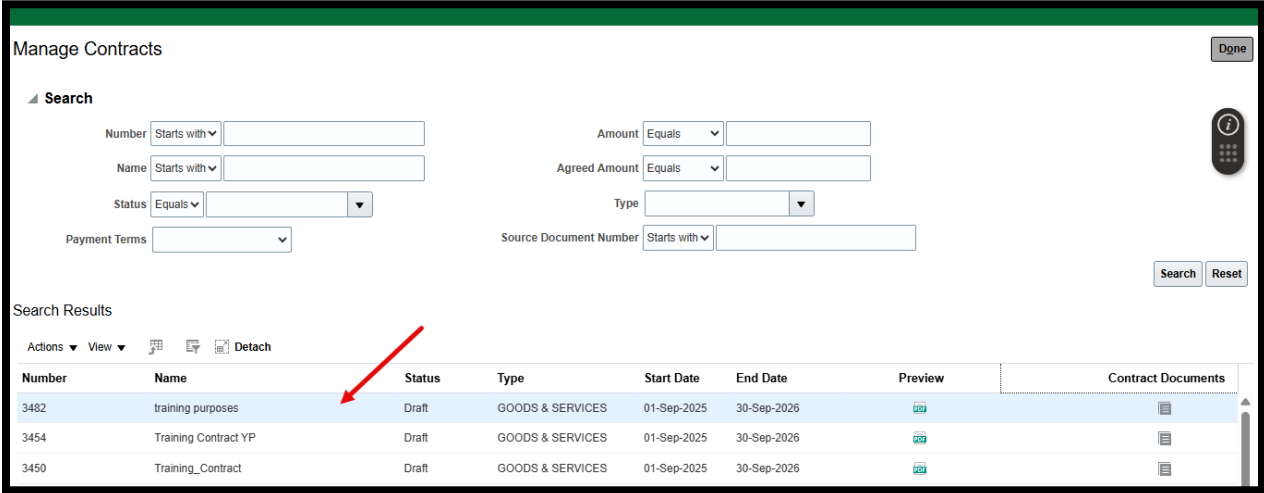 Manage Contracts
Done
Search
Number Starts with Amount Equals
Name Starts with Agreed Amount Equals
Status Equals Type
Payment Terms Source Document Number Starts with
Search Reset
Search Results
Actions View Detach
Number Name Status Type Start Date End Date Preview Contract Documents
3482 training purposes Draft GOODS & SERVICES 01-Sep-2025 30-Sep-2026 PDF
3454 Training Contract YP Draft GOODS & SERVICES 01-Sep-2025 30-Sep-2026 PDF
3450 Training_Contract Draft GOODS & SERVICES 01-Sep-2025 30-Sep-2026 PDF